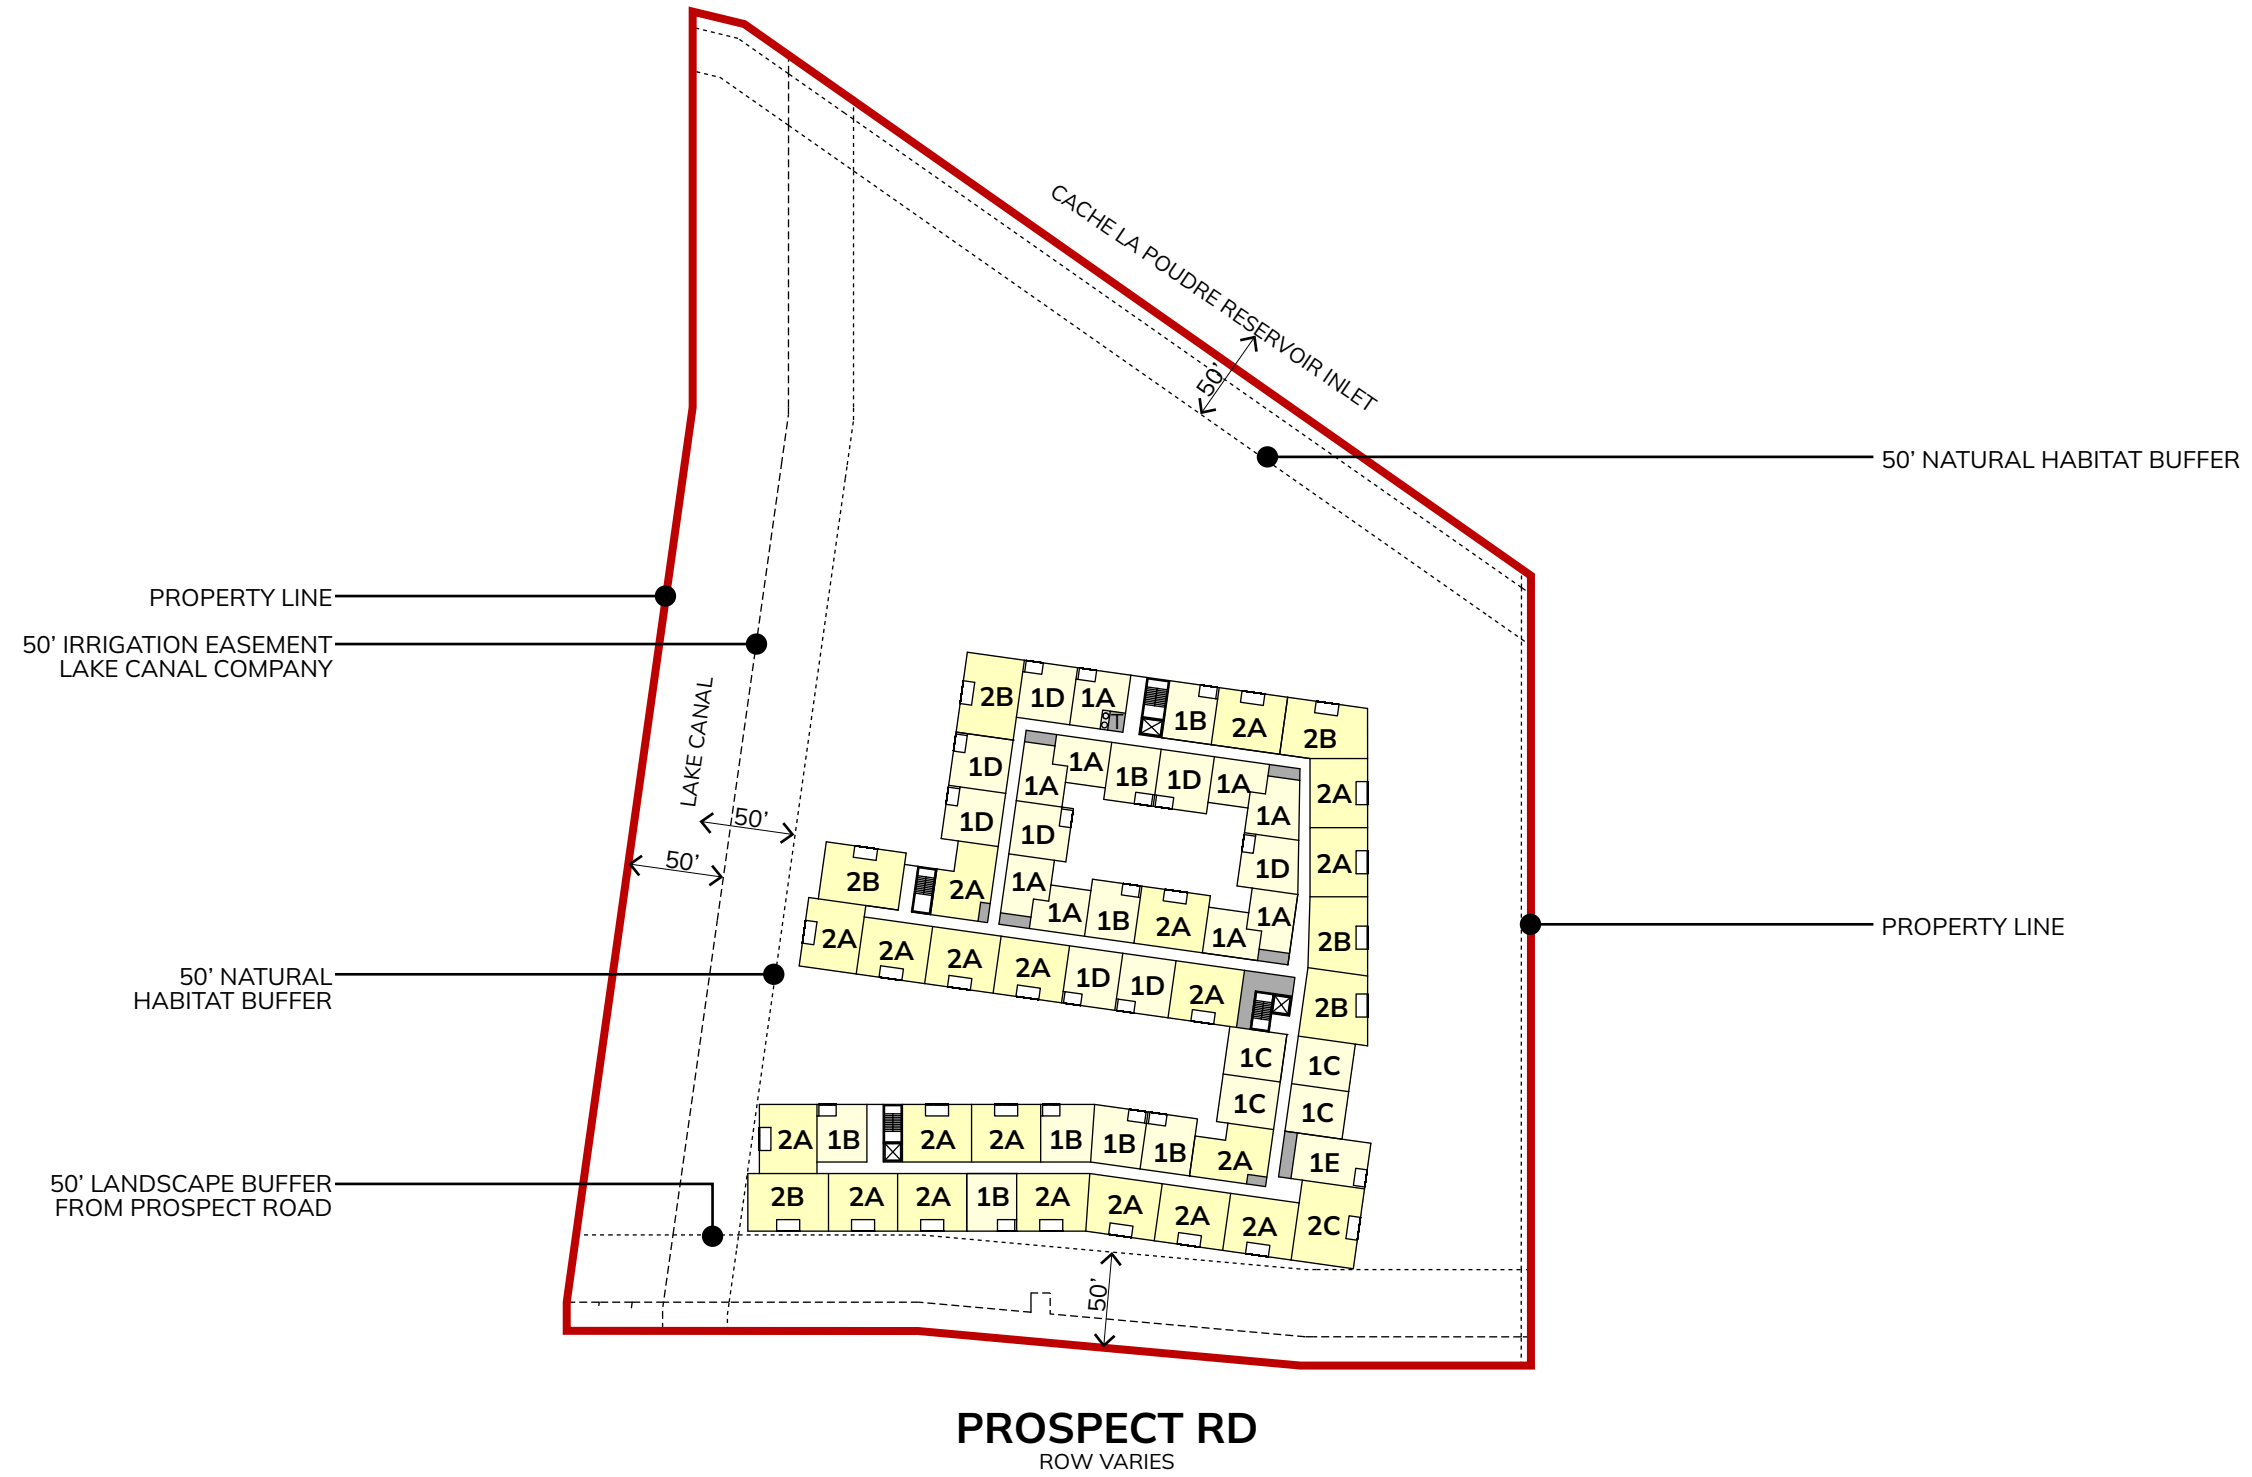 CACHE LA POUDRE RESERVOIR INLET
50’
50’ NATURAL HABITAT BUFFER
PROPERTY LINE
50’ IRRIGATION EASEMENT
LAKE CANAL COMPANY
LAKE CANAL
50’
50’
50’ NATURAL
HABITAT BUFFER
PROPERTY LINE
50’ LANDSCAPE BUFFER
FROM PROSPECT ROAD
2B 1D 1A 1B 2A 2B
T
1D 1A 1A 1B 1D 1A 2A
1D 1D 1A 2A
2B 2A 1A 1D
1A 1B 2A 1A 1A 2B
2A 2A 2A 2A 1D 1D 2A 2B
1C 1C
1C 1C
2A 1B 2A 2A 1B 1B 1B 2A 1E
2B 2A 2A 1B 2A 2A 2A 2A 2C
50’
PROSPECT RD
ROW VARIES